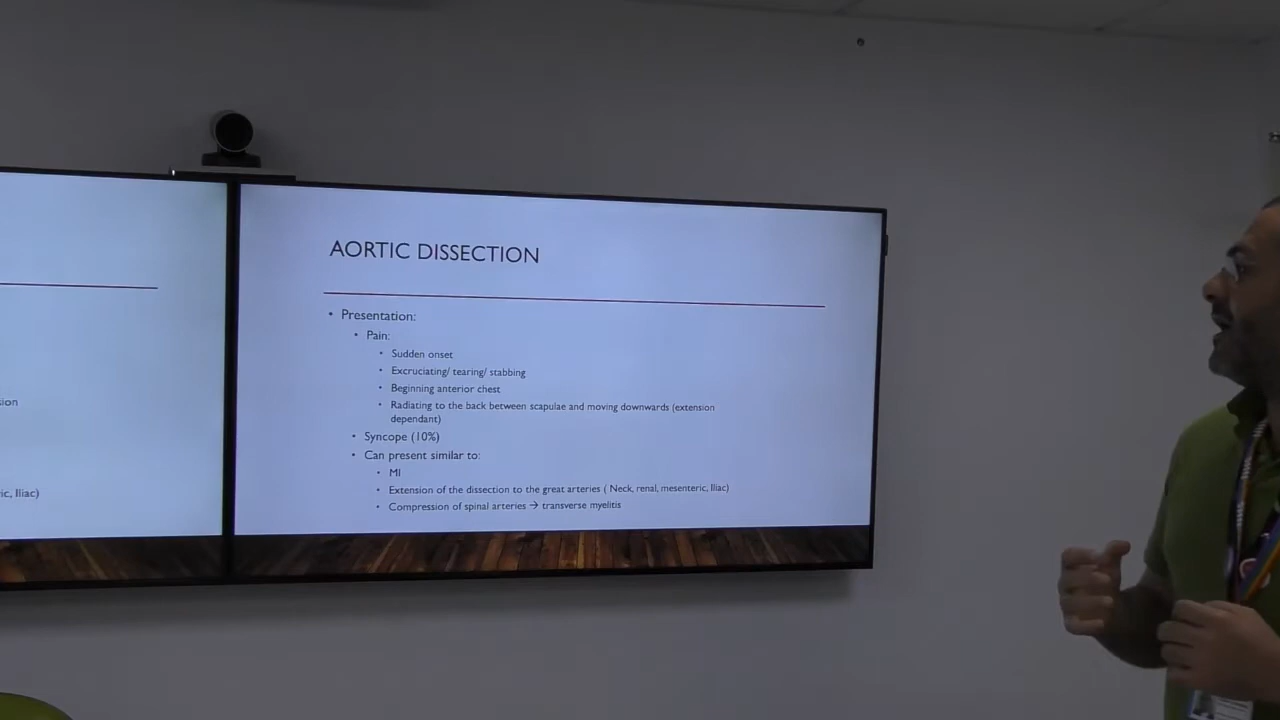 AORTIC DISSECTION
• Presentation:
• Pain:
• Sudden onset
• Excruciating/ tearing/ stabbing
• Beginning anterior chest
• Radiating to the back between scapulae and moving downwards (extension
dependant)
• Syncope (10%)
• Can present similar to:
• MI
• Extension of the dissection to the great arteries ( Neck, renal, mesenteric, Iliac)
• Compression of spinal arteries → transverse myelitis
sion
ic, Iliac)